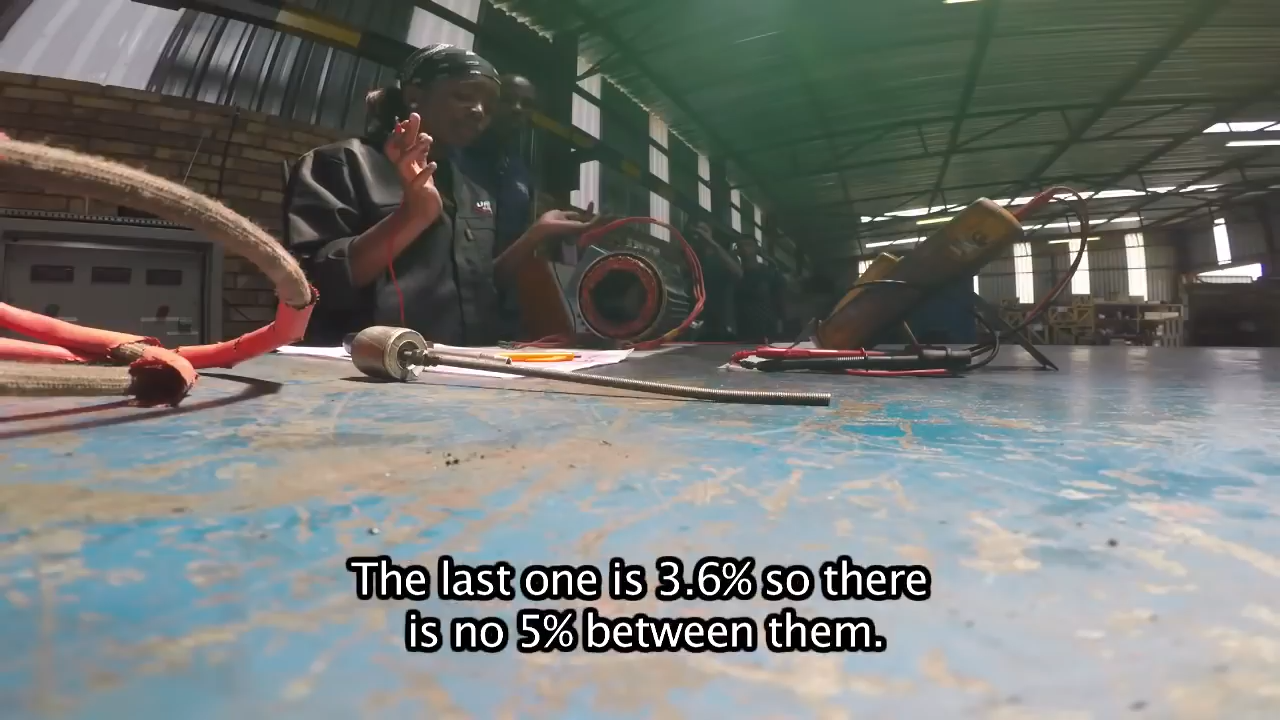 The last one is 3.6% so there
is no 5% between them.